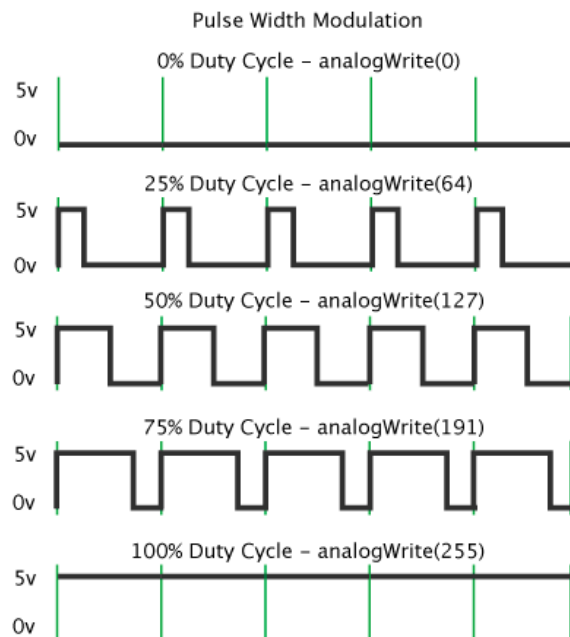 Pulse Width Modulation
0% Duty Cycle – analogWrite(0)
5v
0v
25% Duty Cycle – analogWrite(64)
5v
0v
50% Duty Cycle – analogWrite(127)
5v
0v
75% Duty Cycle – analogWrite(191)
5v
0v
100% Duty Cycle – analogWrite(255)
5v
0v